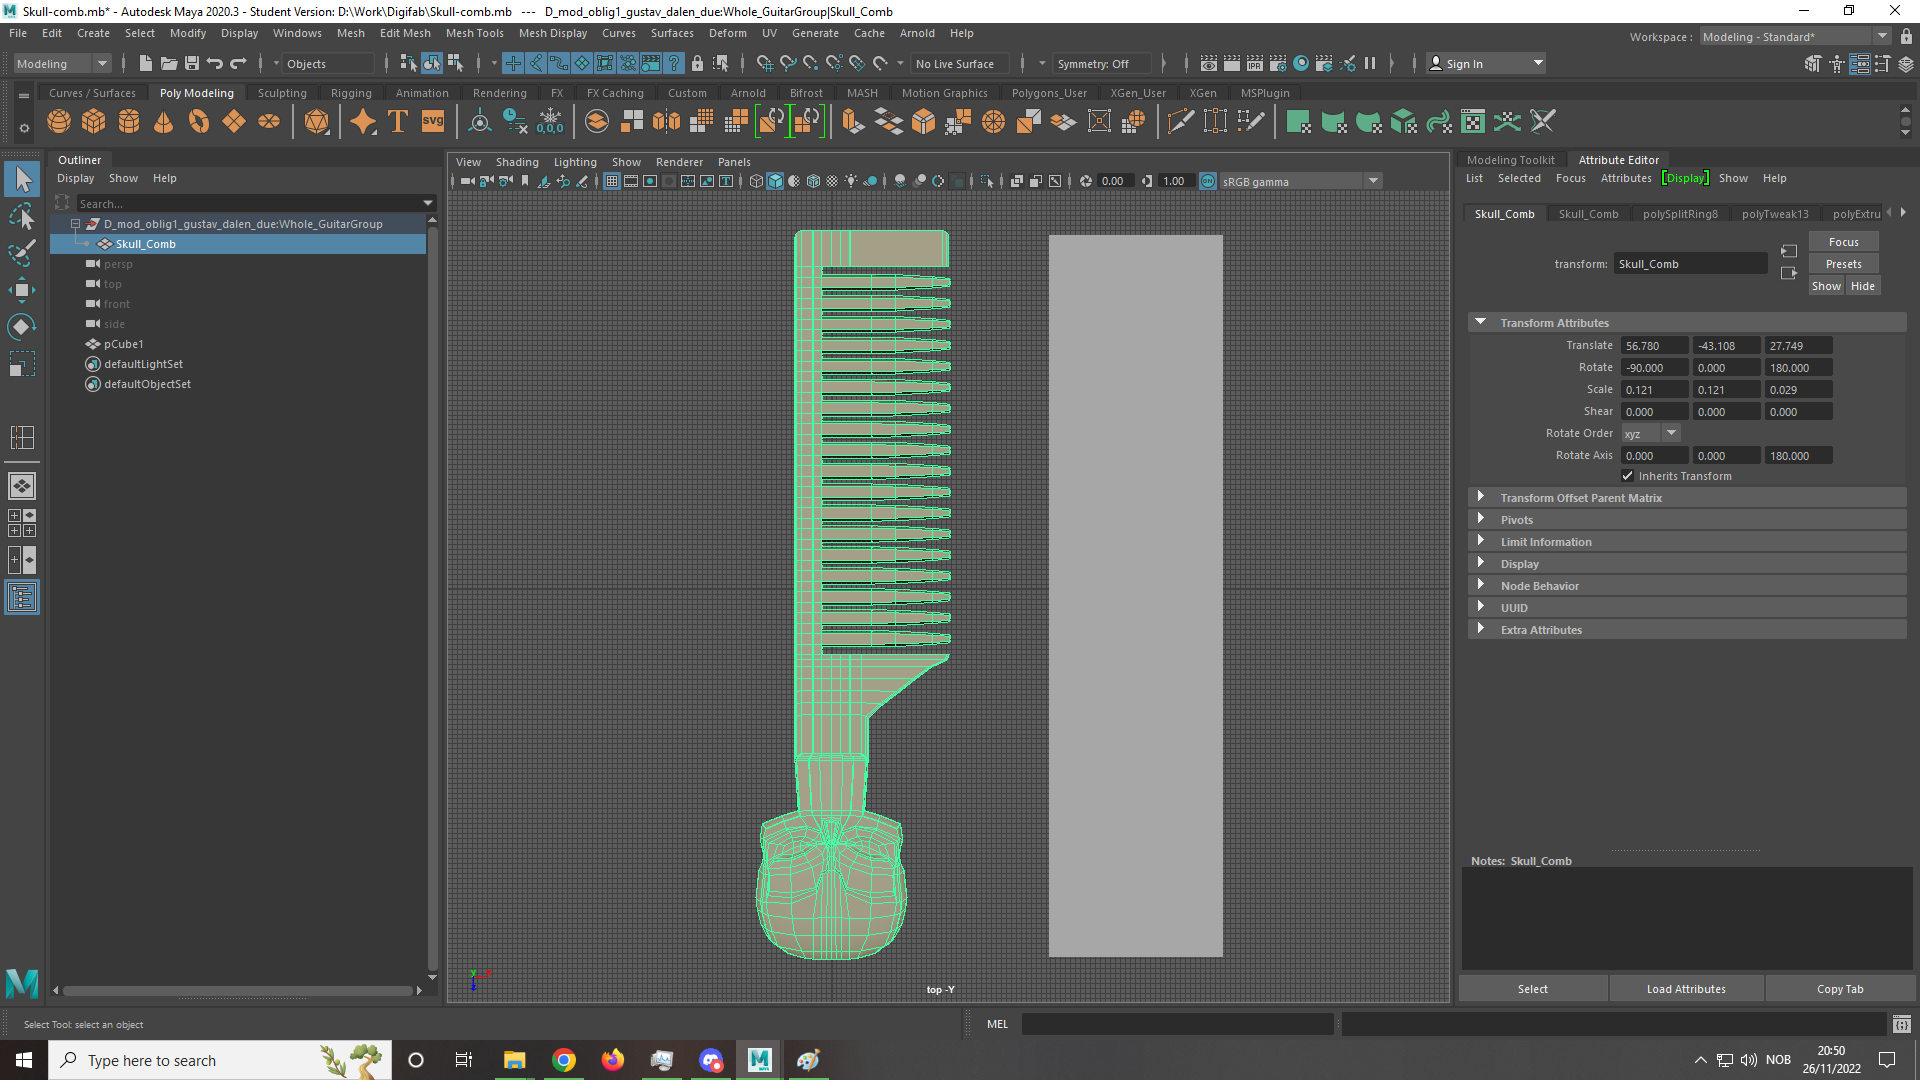 Skull-comb.mb* - Autodesk Maya 2020.3 - Student Version: D:\Work\Digifab\Skull-comb.mb   ---   D_mod_oblig1_gustav_dalen_due:Whole_GuitarGroup|Skull_Comb
File Edit Create Select Modify Display Windows Mesh Edit Mesh Mesh Tools Mesh Display Curves Surfaces Deform UV Generate Cache Arnold Help
Workspace : Modeling - Standard*
Modeling Objects No Live Surface Symmetry: Off Sign In
Curves / Surfaces Poly Modeling Sculpting Rigging Animation Rendering FX FX Caching Custom Arnold Bifrost MASH Motion Graphics Polygons_User XGen_User XGen MSPlugin
T svg 0,0,0
Outliner
Display Show Help
Search...
D_mod_oblig1_gustav_dalen_due:Whole_GuitarGroup
Skull_Comb
persp
top
front
side
pCube1
defaultLightSet
defaultObjectSet
View Shading Lighting Show Renderer Panels
0.00 1.00 sRGB gamma
top -Y
Modeling Toolkit Attribute Editor
List Selected Focus Attributes Display Show Help
Skull_Comb Skull_Comb polySplitRing8 polyTweak13 polyExtru
transform: Skull_Comb
Focus
Presets
Show Hide
Transform Attributes
Translate 56.780 -43.108 27.749
Rotate -90.000 0.000 180.000
Scale 0.121 0.121 0.029
Shear 0.000 0.000 0.000
Rotate Order xyz
Rotate Axis 0.000 0.000 180.000
Inherits Transform
Transform Offset Parent Matrix
Pivots
Limit Information
Display
Node Behavior
UUID
Extra Attributes
Notes: Skull_Comb
Select Load Attributes Copy Tab
Select Tool: select an object
MEL
Type here to search
NOB
20:50
26/11/2022